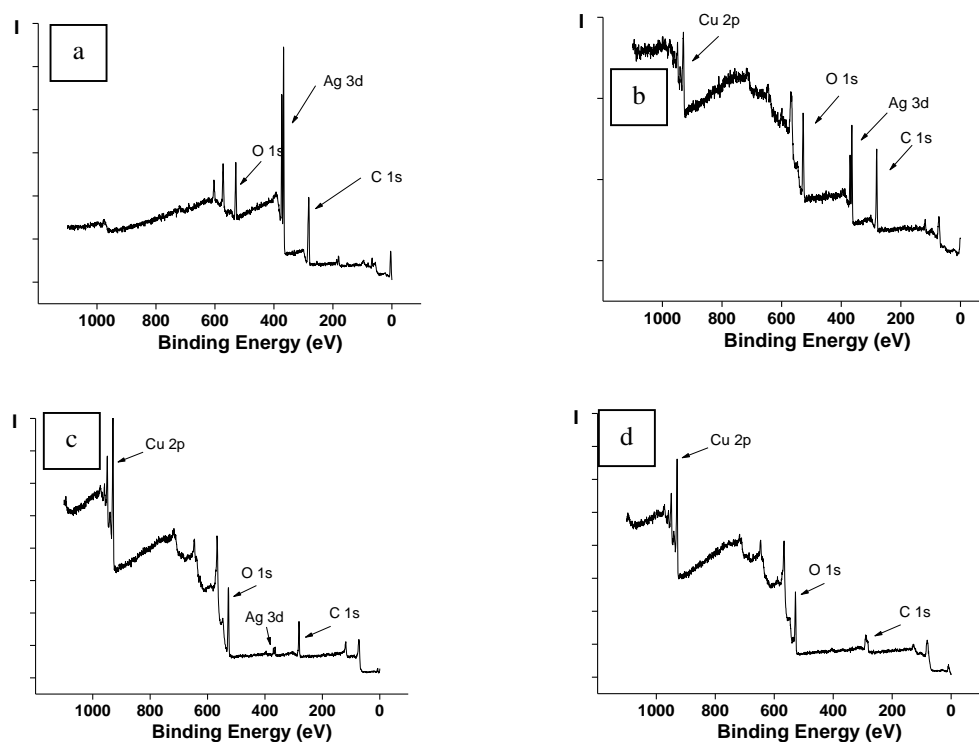 I
a
Ag 3d
O 1s
C 1s
1000 800 600 400 200 0
Binding Energy (eV)
I
b
Cu 2p
O 1s
Ag 3d
C 1s
1000 800 600 400 200 0
Binding Energy (eV)
I
c
Cu 2p
O 1s
Ag 3d
C 1s
1000 800 600 400 200 0
Binding Energy (eV)
I
d
Cu 2p
O 1s
C 1s
1000 800 600 400 200 0
Binding Energy (eV)